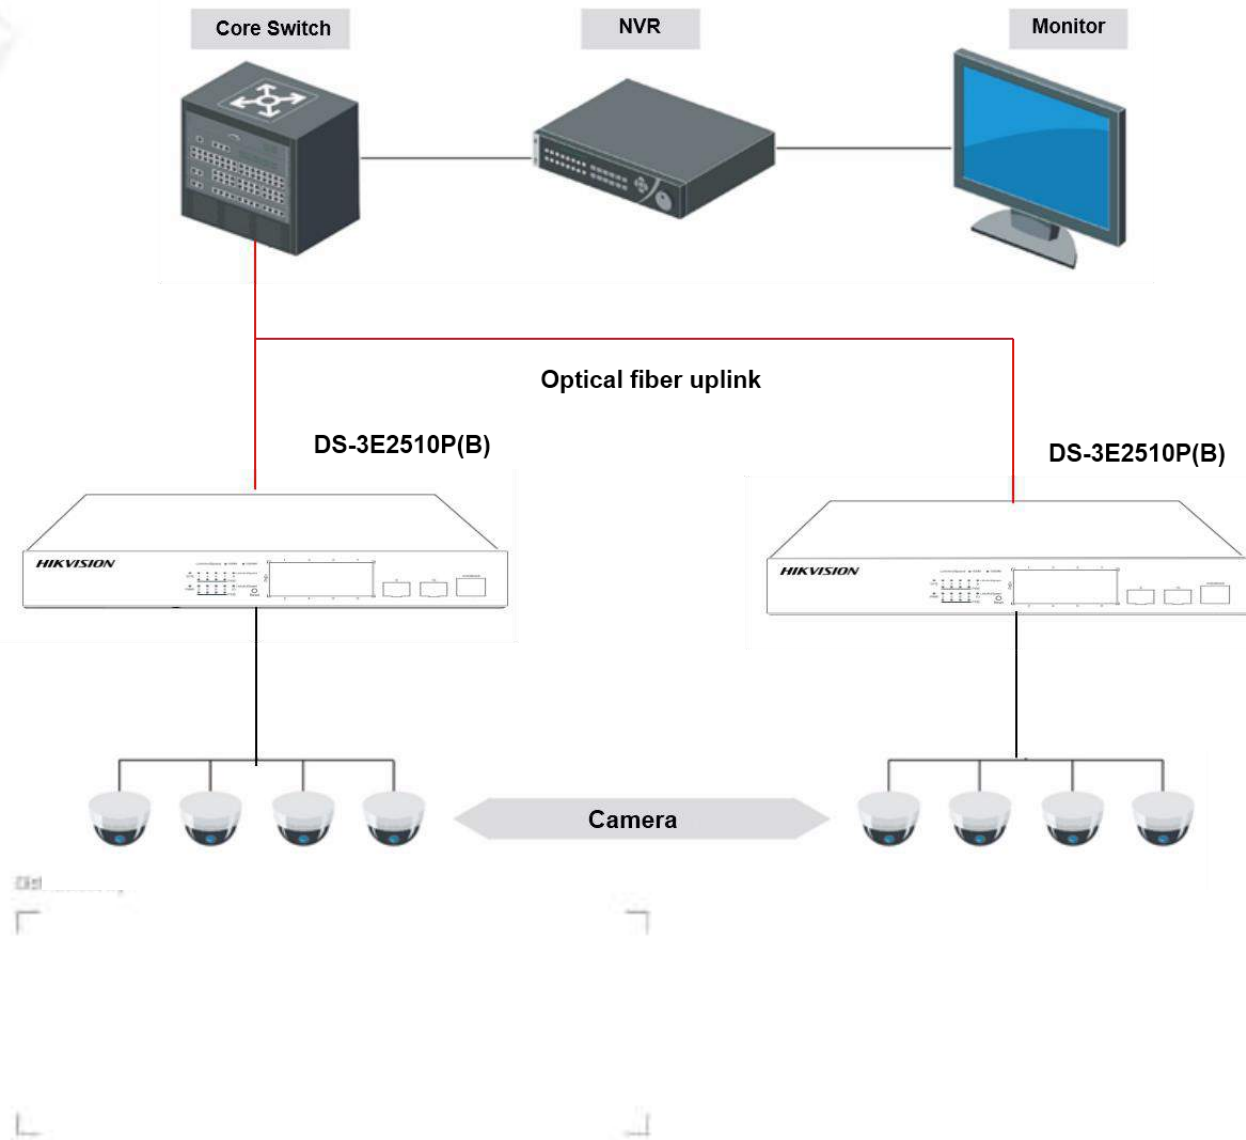 Core Switch
NVR
Monitor
Optical fiber uplink
DS-3E2510P(B)
DS-3E2510P(B)
HIKVISION
HIKVISION
Camera